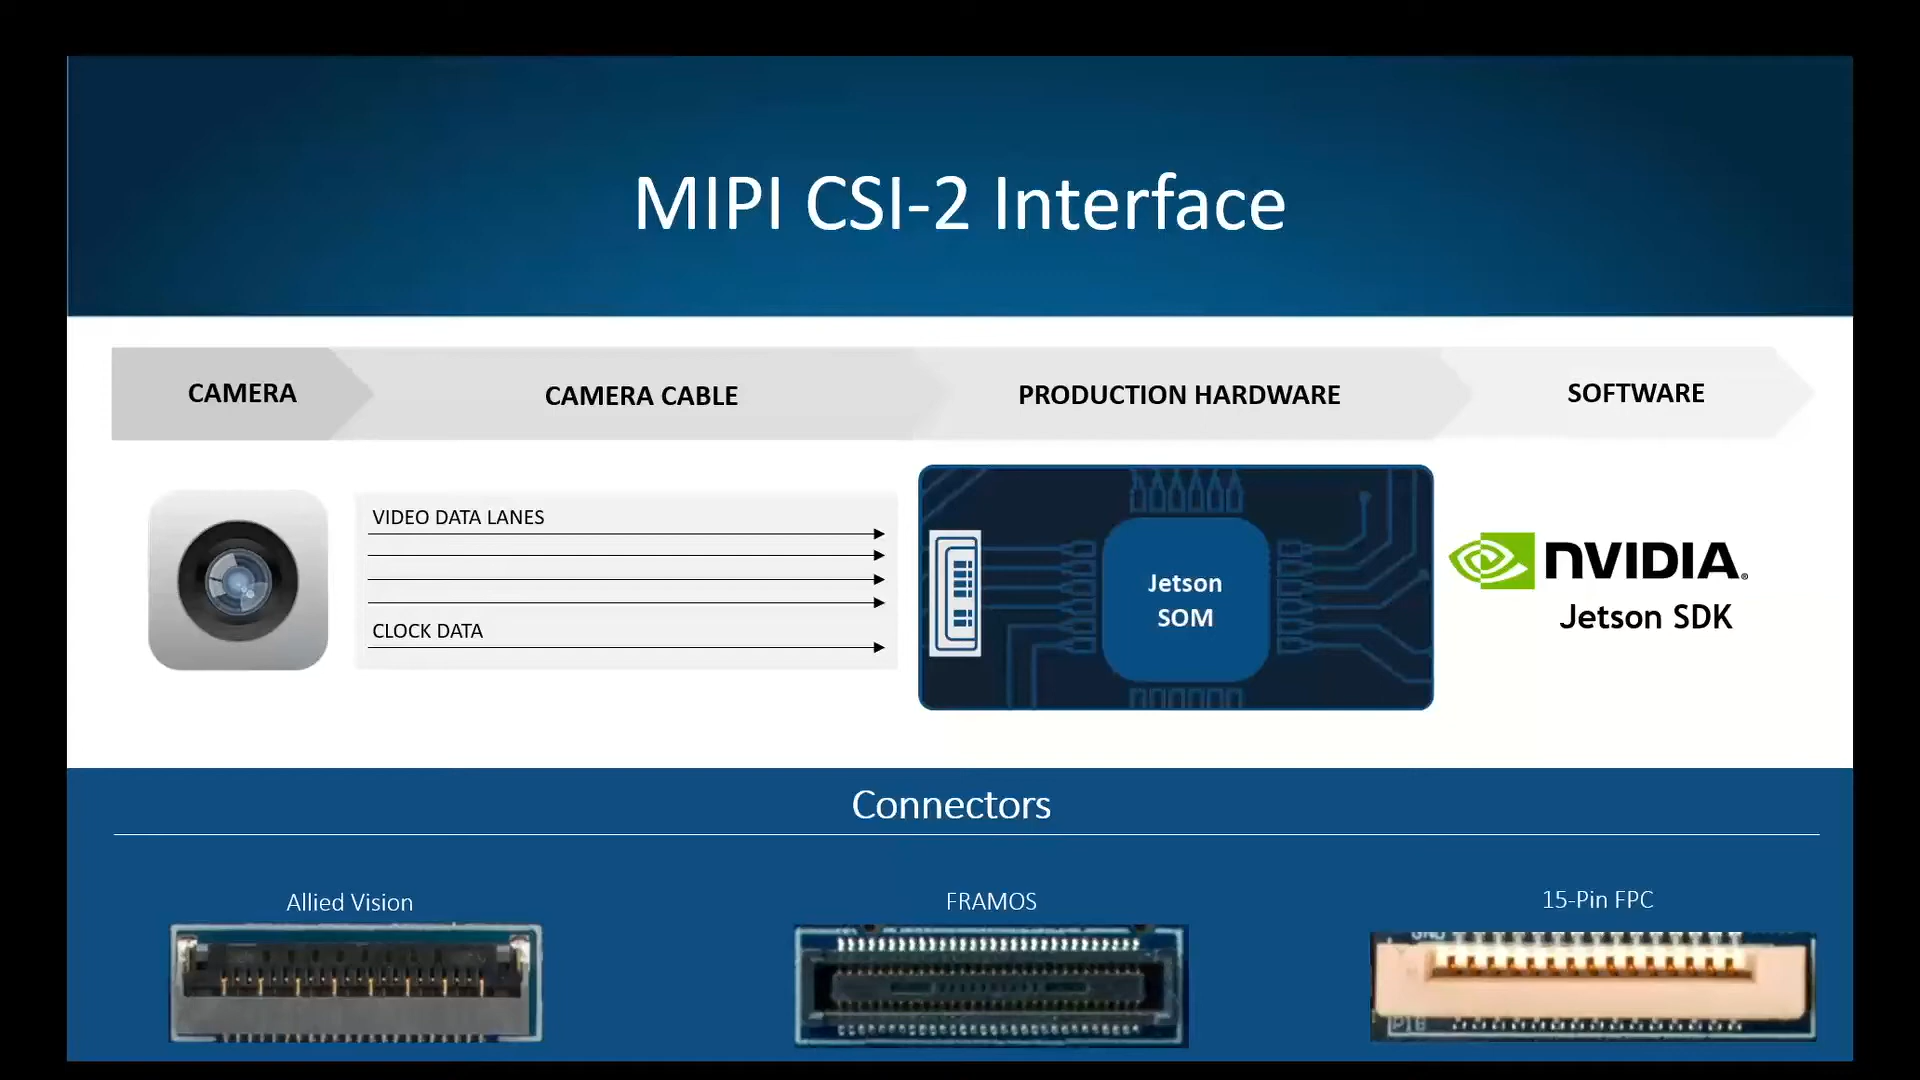 MIPI CSI-2 Interface
CAMERA
CAMERA CABLE
PRODUCTION HARDWARE
SOFTWARE
VIDEO DATA LANES
CLOCK DATA
Jetson
SOM
NVIDIA.
Jetson SDK
Connectors
Allied Vision
FRAMOS
15-Pin FPC